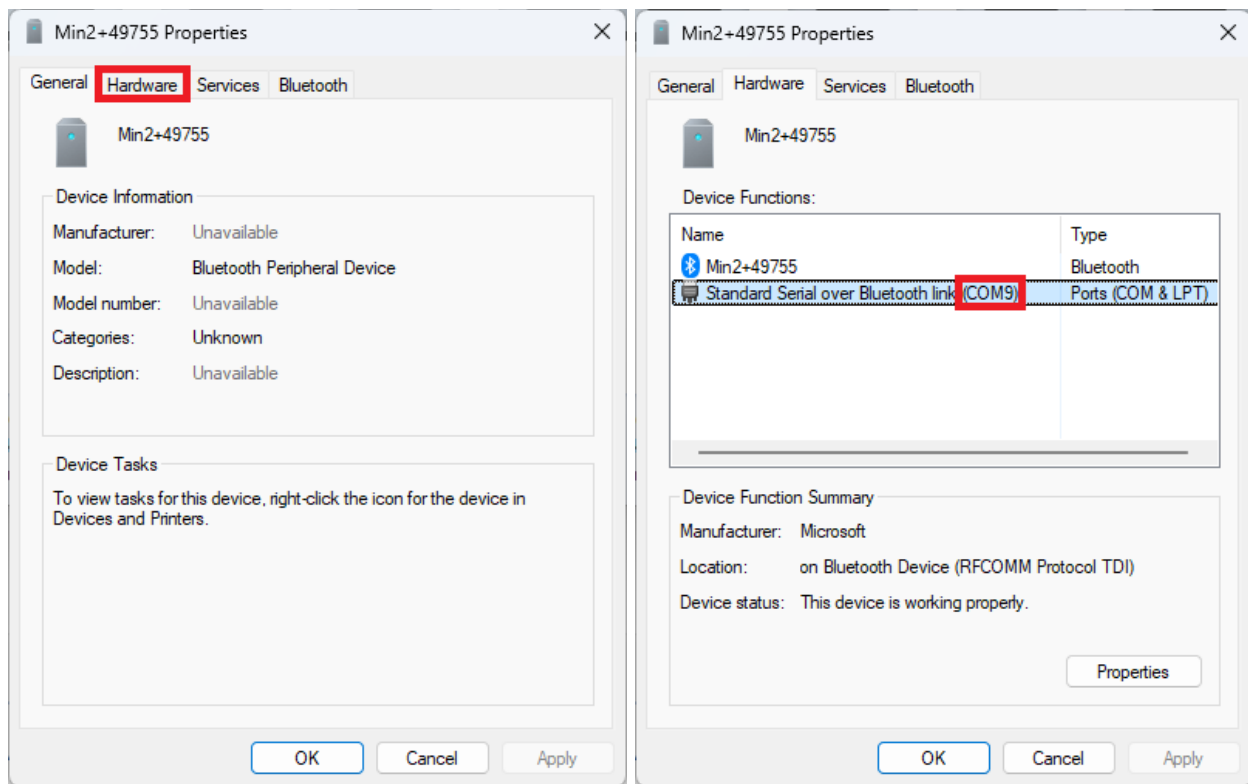 Min2+49755 Properties
General Hardware Services Bluetooth
Min2+49755
Device Information
Manufacturer: Unavailable
Model: Bluetooth Peripheral Device
Model number: Unavailable
Categories: Unknown
Description: Unavailable
Device Tasks
To view tasks for this device, right-click the icon for the device in
Devices and Printers.
OK Cancel Apply
Min2+49755 Properties
General Hardware Services Bluetooth
Min2+49755
Device Functions:
Name Type
Min2+49755 Bluetooth
Standard Serial over Bluetooth link (COM9) Ports (COM & LPT)
Device Function Summary
Manufacturer: Microsoft
Location: on Bluetooth Device (RFCOMM Protocol TDI)
Device status: This device is working properly.
Properties
OK Cancel Apply